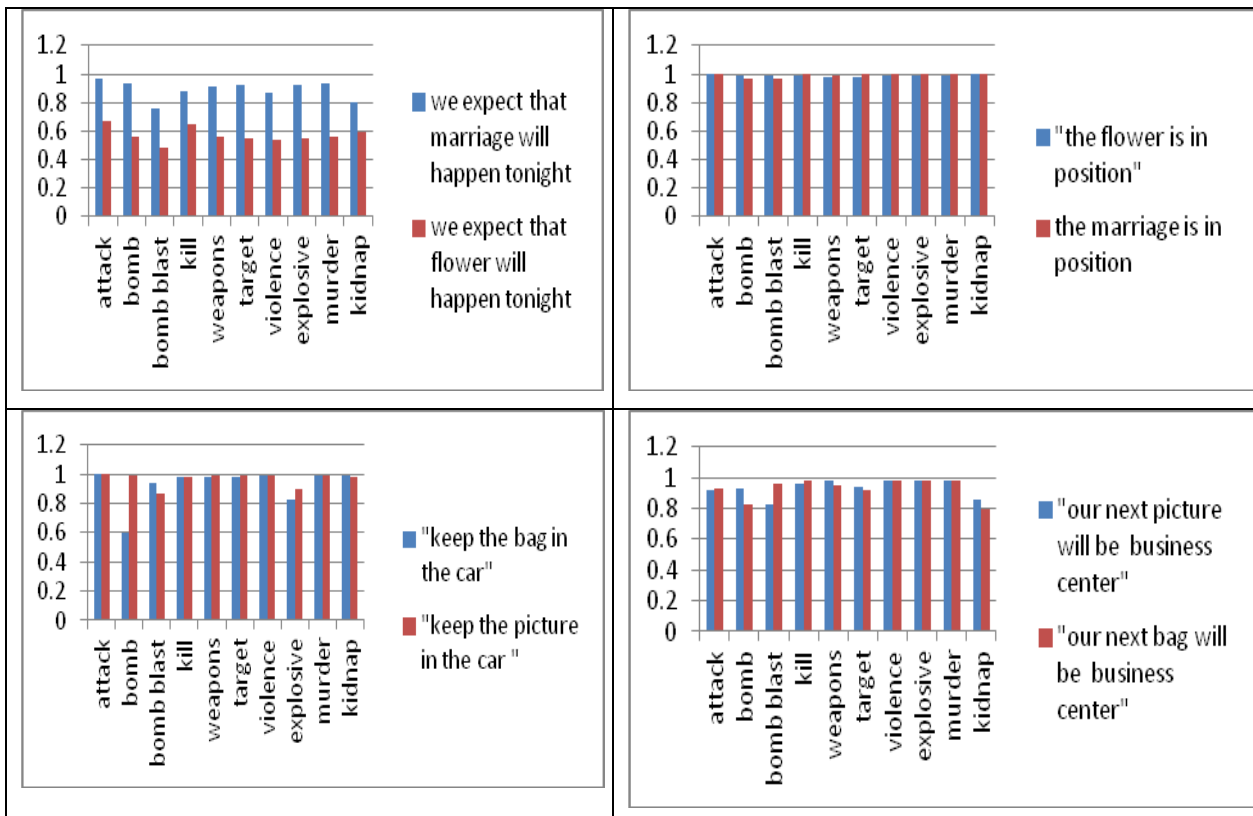 1.2
1
0.8
0.6
0.4
0.2
0
attack
bomb
bomb blast
kill
weapons
target
violence
explosive
murder
kidnap
we expect that
marriage will
happen tonight
we expect that
flower will
happen tonight
1.2
1
0.8
0.6
0.4
0.2
0
attack
bomb
bomb blast
kill
weapons
target
violence
explosive
murder
kidnap
"the flower is in
position"
the marriage is in
position
1.2
1
0.8
0.6
0.4
0.2
0
attack
bomb
bomb blast
kill
weapons
target
violence
explosive
murder
kidnap
"keep the bag in
the car"
"keep the picture
in the car "
1.2
1
0.8
0.6
0.4
0.2
0
attack
bomb
bomb blast
kill
weapons
target
violence
explosive
murder
kidnap
"our next picture
will be business
center"
"our next bag will
be business
center"